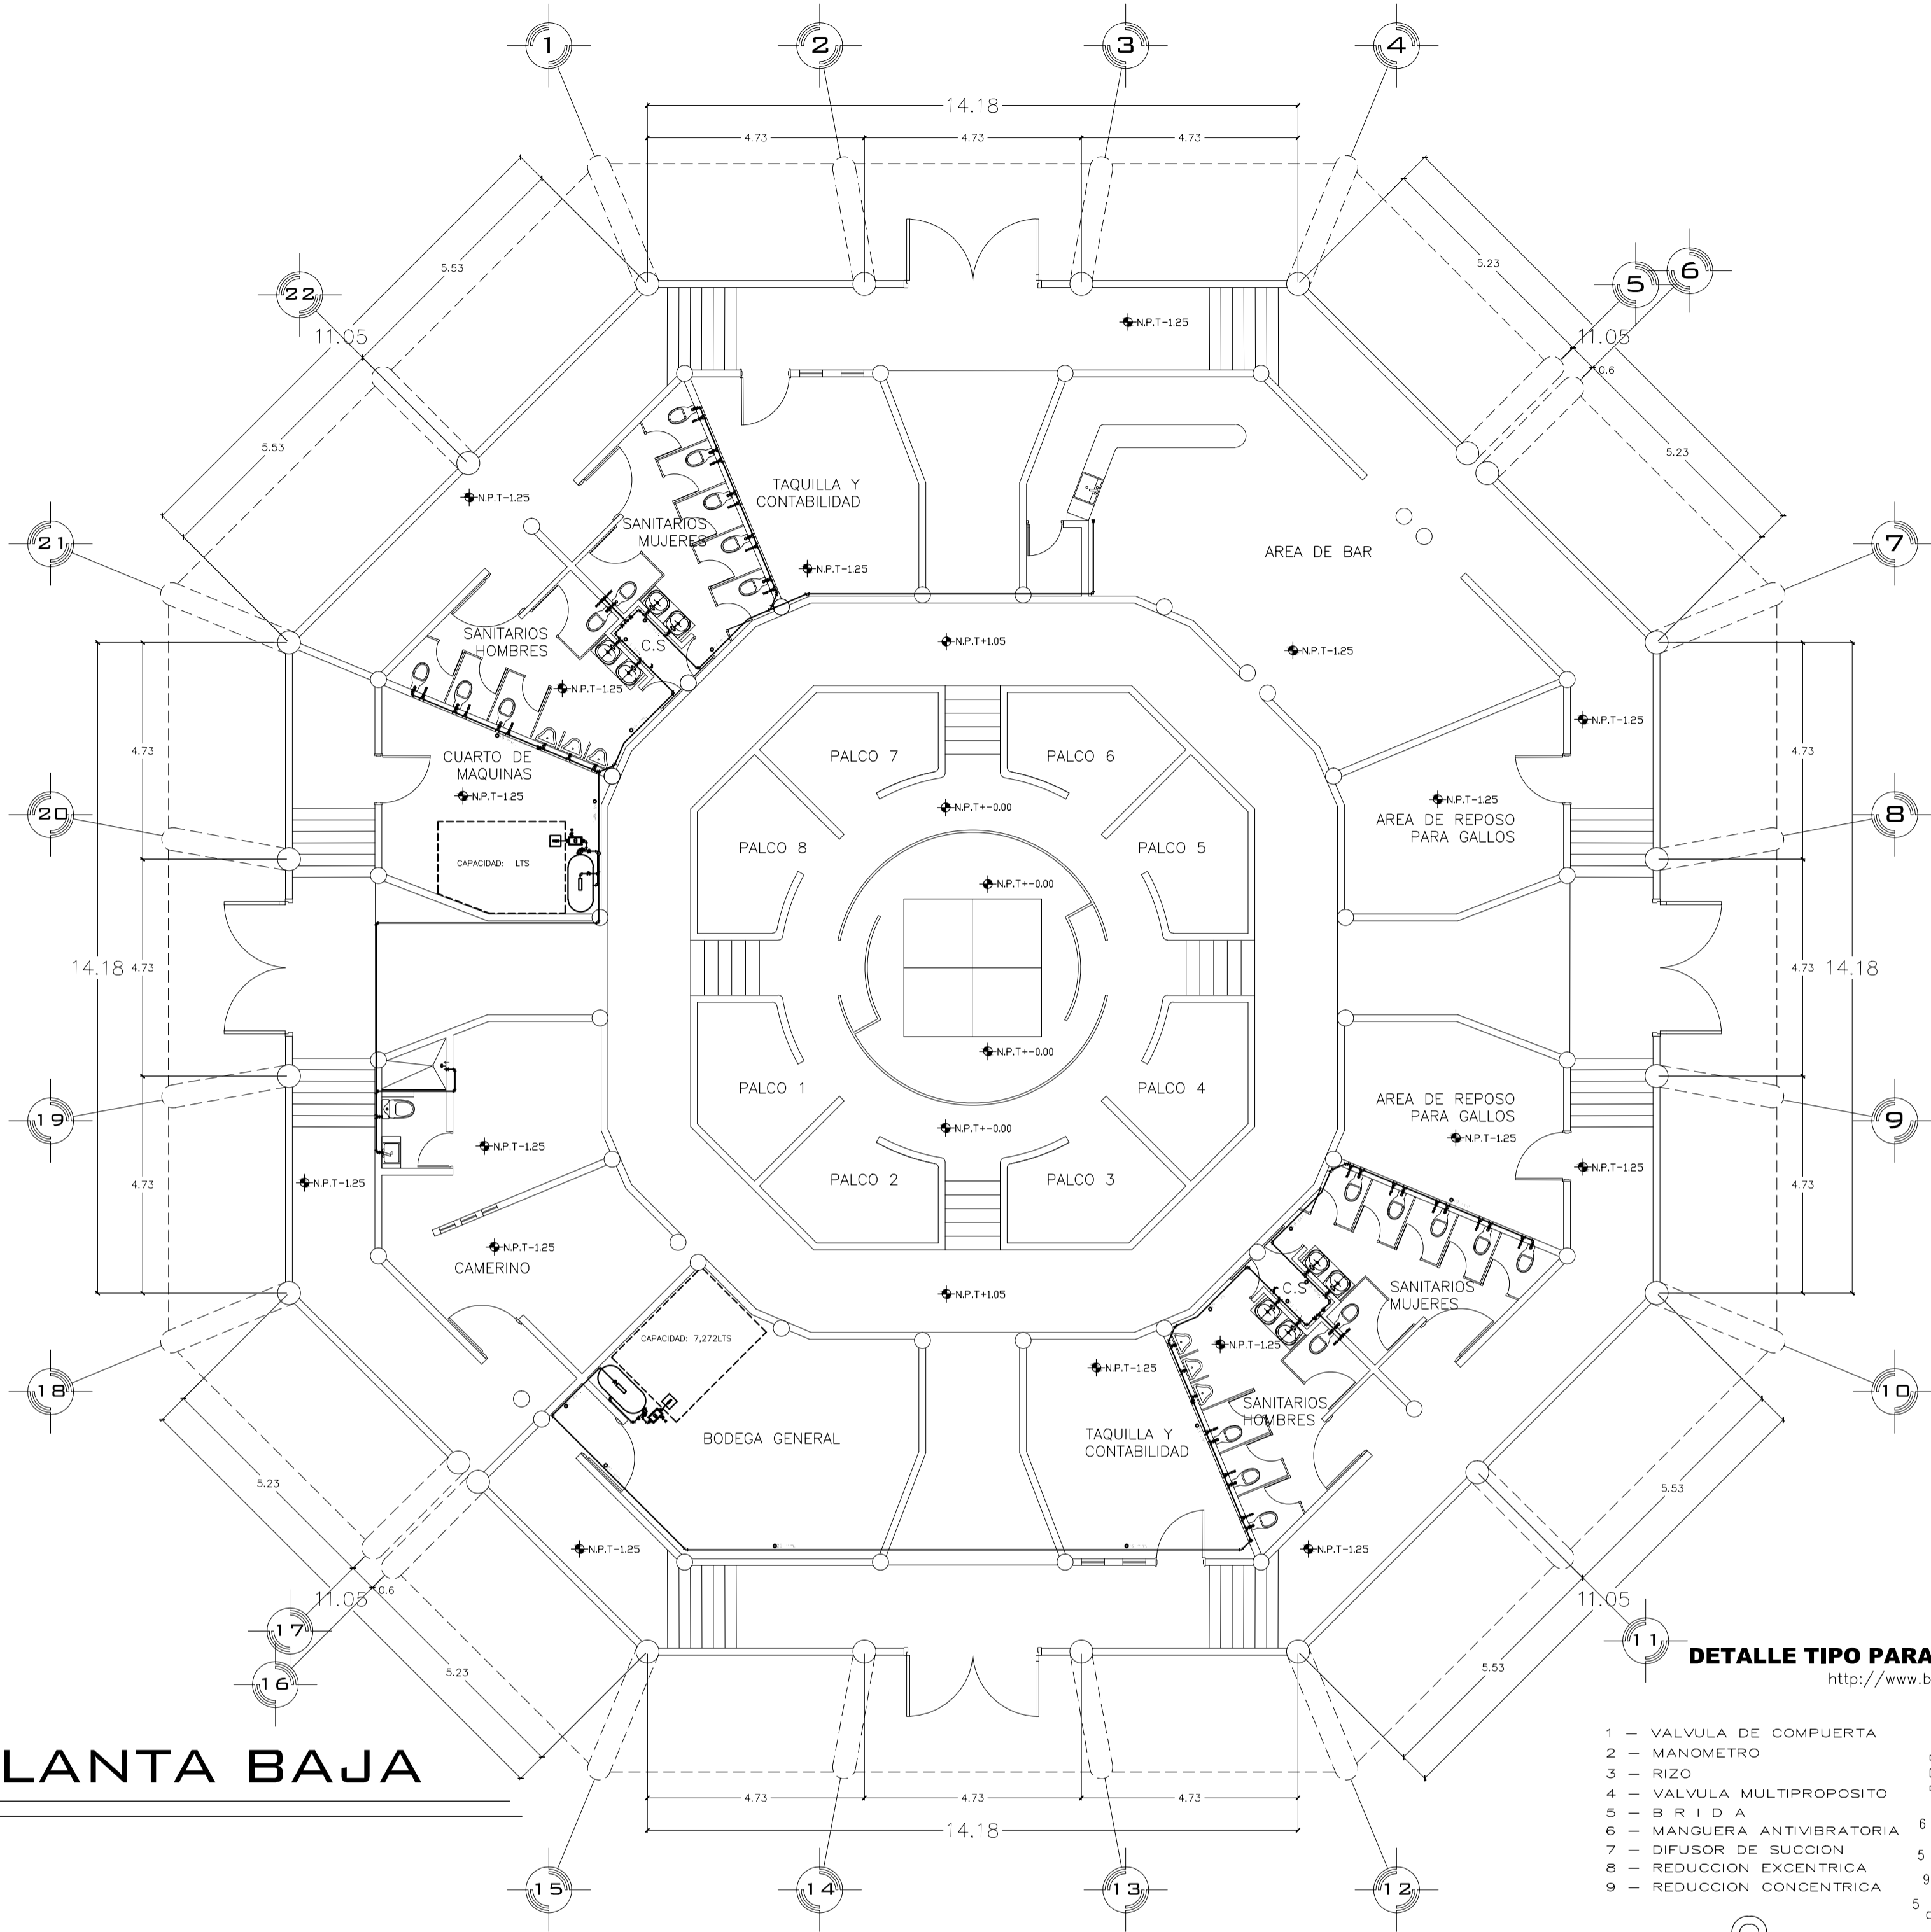 1
2
3
4
14.18
4.73
4.73
4.73
5.53
5.23
22
5
6
11.05
11.05
0.6
N.P.T-1.25
5.53
5.23
TAQUILLA Y
CONTABILIDAD
N.P.T-1.25
SANITARIOS
MUJERES
21
7
AREA DE BAR
N.P.T-1.25
SANITARIOS
HOMBRES
C.S
N.P.T+1.05
N.P.T-1.25
N.P.T-1.25
N.P.T-1.25
4.73
CUARTO DE
MAQUINAS
N.P.T-1.25
PALCO 7
PALCO 6
4.73
20
N.P.T+-0.00
N.P.T-1.25
AREA DE REPOSO
PARA GALLOS
8
CAPACIDAD: LTS
PALCO 8
PALCO 5
N.P.T+-0.00
14.18
4.73
4.73
14.18
N.P.T+-0.00
PALCO 1
PALCO 4
AREA DE REPOSO
PARA GALLOS
19
9
N.P.T-1.25
N.P.T+-0.00
N.P.T-1.25
N.P.T-1.25
N.P.T-1.25
4.73
4.73
PALCO 2
PALCO 3
N.P.T-1.25
CAMERINO
N.P.T+1.05
C.S
SANITARIOS
MUJERES
CAPACIDAD: 7,272LTS
N.P.T-1.25
N.P.T-1.25
18
10
SANITARIOS
HOMBRES
BODEGA GENERAL
TAQUILLA Y
CONTABILIDAD
5.23
5.53
N.P.T-1.25
N.P.T-1.25
0.6
11.05
11.05
17
11
16
5.23
5.53
DETALLE TIPO PARA
http://www.b
1 - VALVULA DE COMPUERTA
2 - MANOMETRO
3 - RIZO
4 - VALVULA MULTIPROPOSITO
5 - B R I D A
6 - MANGUERA ANTIVIBRATORIA
7 - DIFUSOR DE SUCCION
8 - REDUCCION EXCENTRICA
9 - REDUCCION CONCENTRICA
6
5
9
5
LANTA BAJA
4.73
4.73
4.73
14.18
15
14
13
12